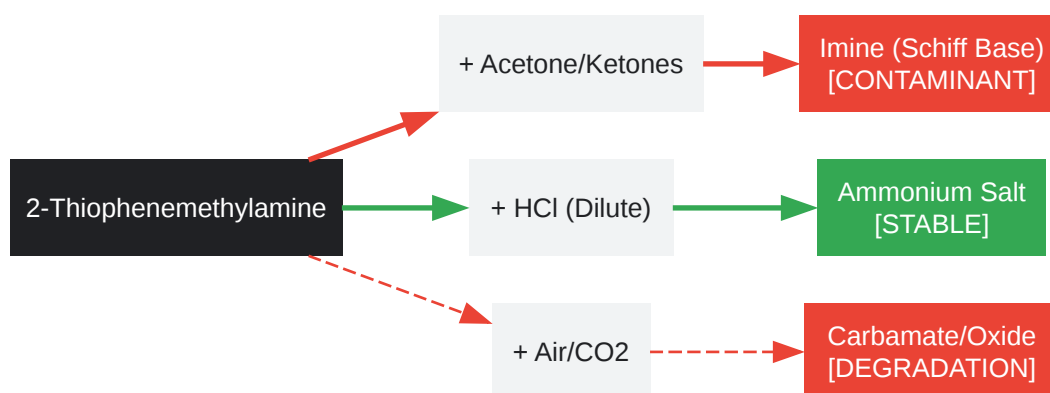 + Acetone/Ketones
Imine (Schiff Base)
[CONTAMINANT]
2-Thiophenemethylamine
+ HCl (Dilute)
Ammonium Salt
[STABLE]
+ Air/CO2
Carbamate/Oxide
[DEGRADATION]